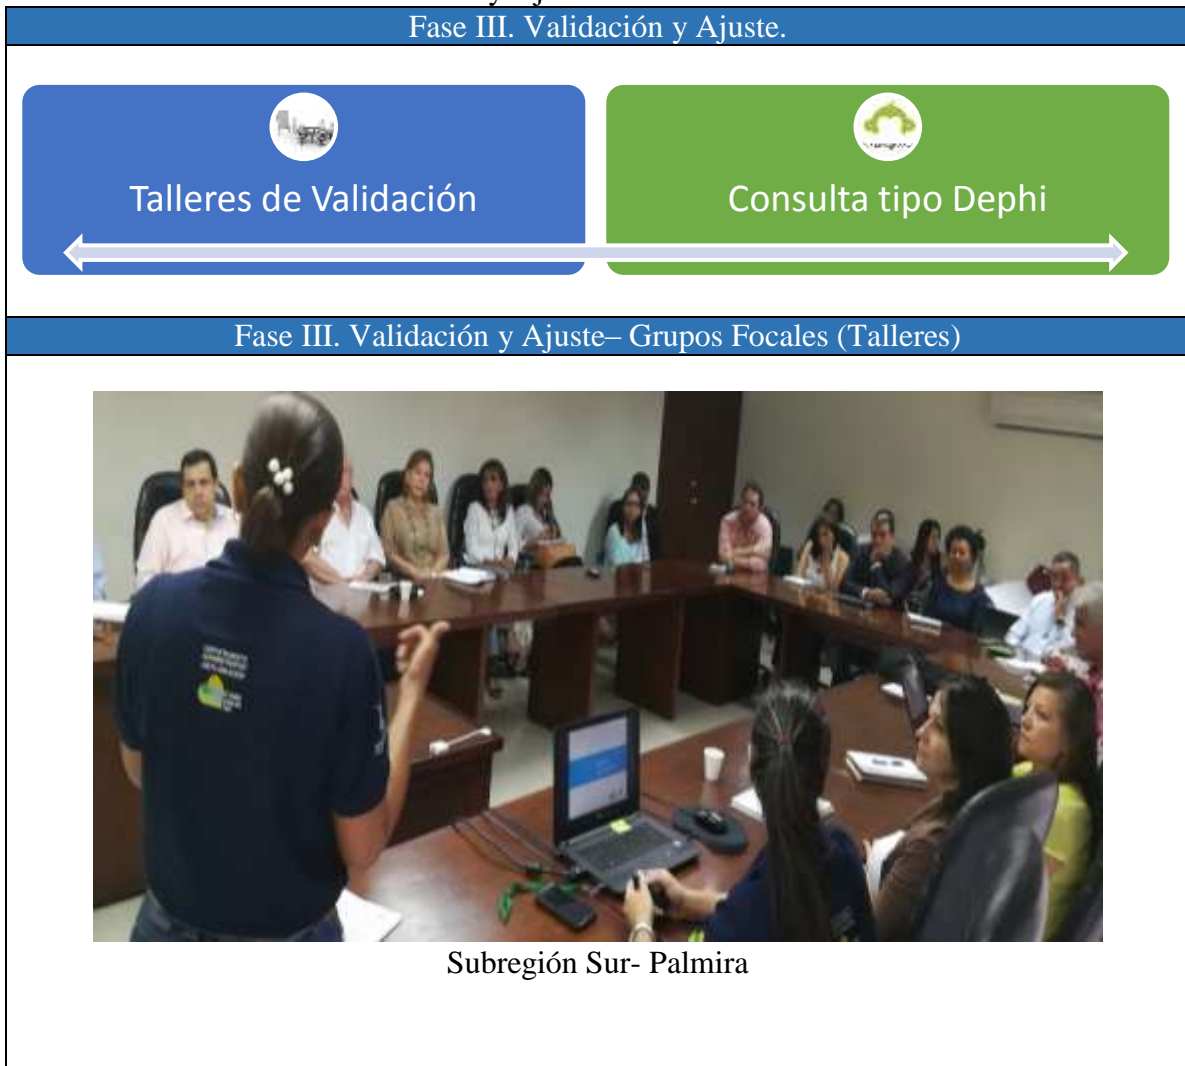 Fase III. Validación y Ajuste.
Talleres de Validación
Consulta tipo Dephi
Fase III. Validación y Ajuste– Grupos Focales (Talleres)
Subregión Sur- Palmira